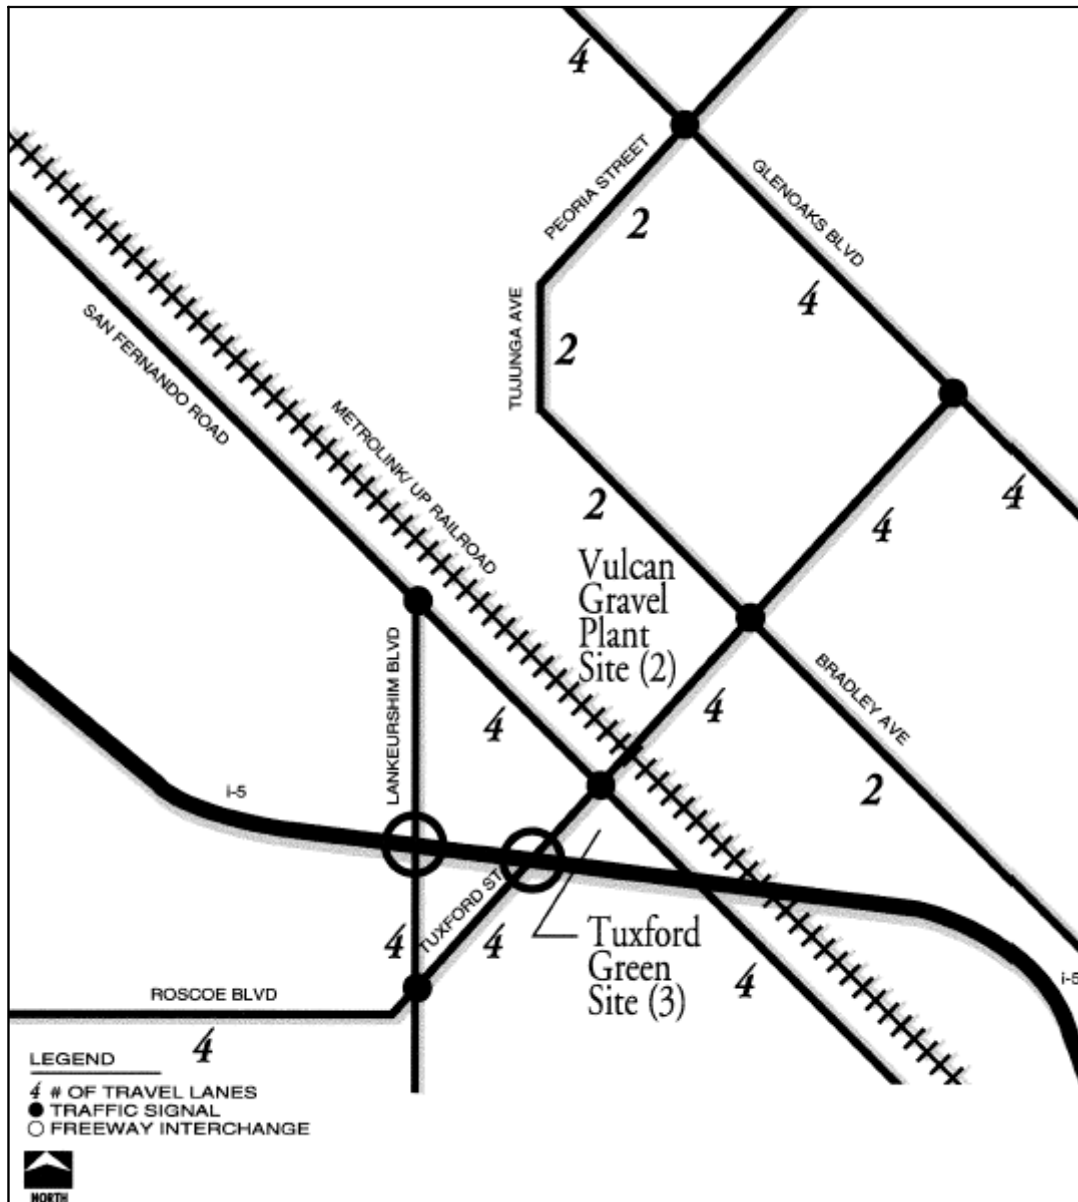 4
PEORIA STREET
GLENOAKS BLVD
2
4
TUJUNGA AVE
2
SAN FERNANDO ROAD
METROLINK/ UP RAILROAD
2
4
4
Vulcan
Gravel
Plant
Site (2)
LANKEURSHIM BLVD
BRADLEY AVE
4
4
2
i-5
TUXFORD ST
4
4
Tuxford
Green
Site (3)
4
i-5
ROSCOE BLVD
4
LEGEND
4 # OF TRAVEL LANES
TRAFFIC SIGNAL
FREEWAY INTERCHANGE
NORTH